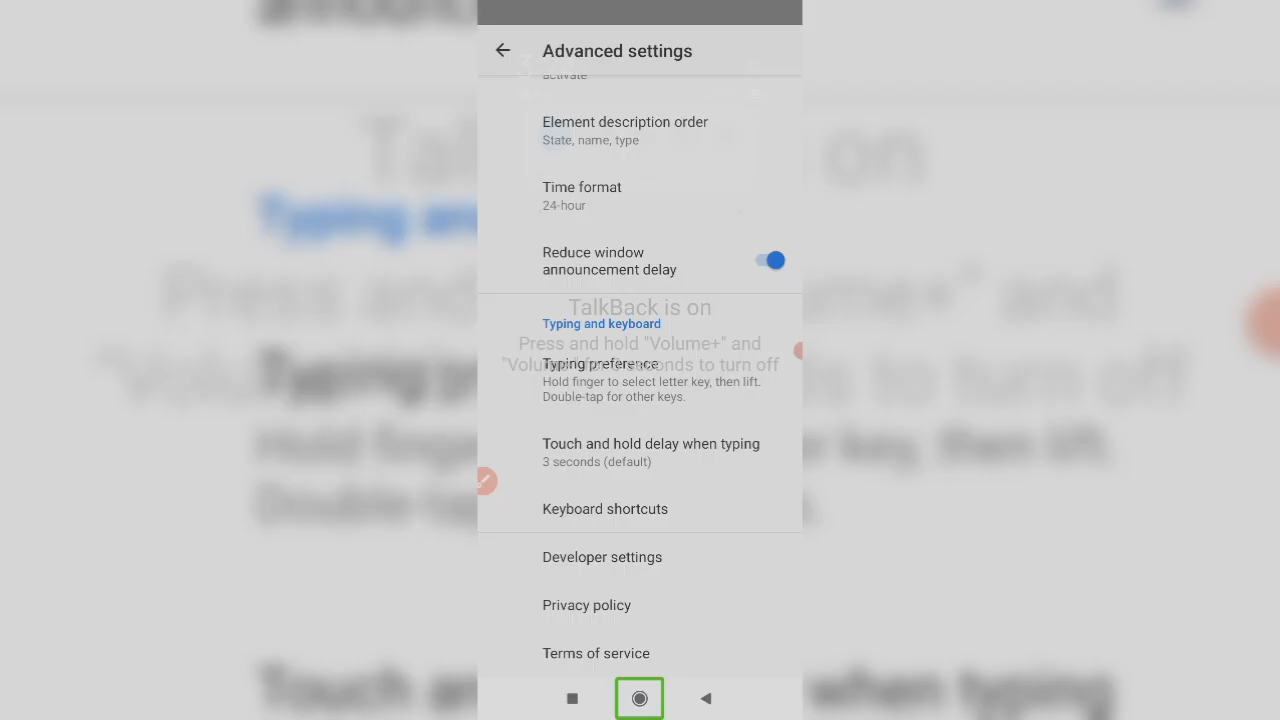 Advanced settings
activate
Element description order
State, name, type
Time format
24-hour
Reduce window
announcement delay
TalkBack is on
Typing and keyboard
Press and hold "Volume+" and
Typing preference
"Volume-" for 3 seconds to turn off
Hold finger to select letter key, then lift.
Double-tap for other keys.
Touch and hold delay when typing
3 seconds (default)
Keyboard shortcuts
Developer settings
Privacy policy
Terms of service